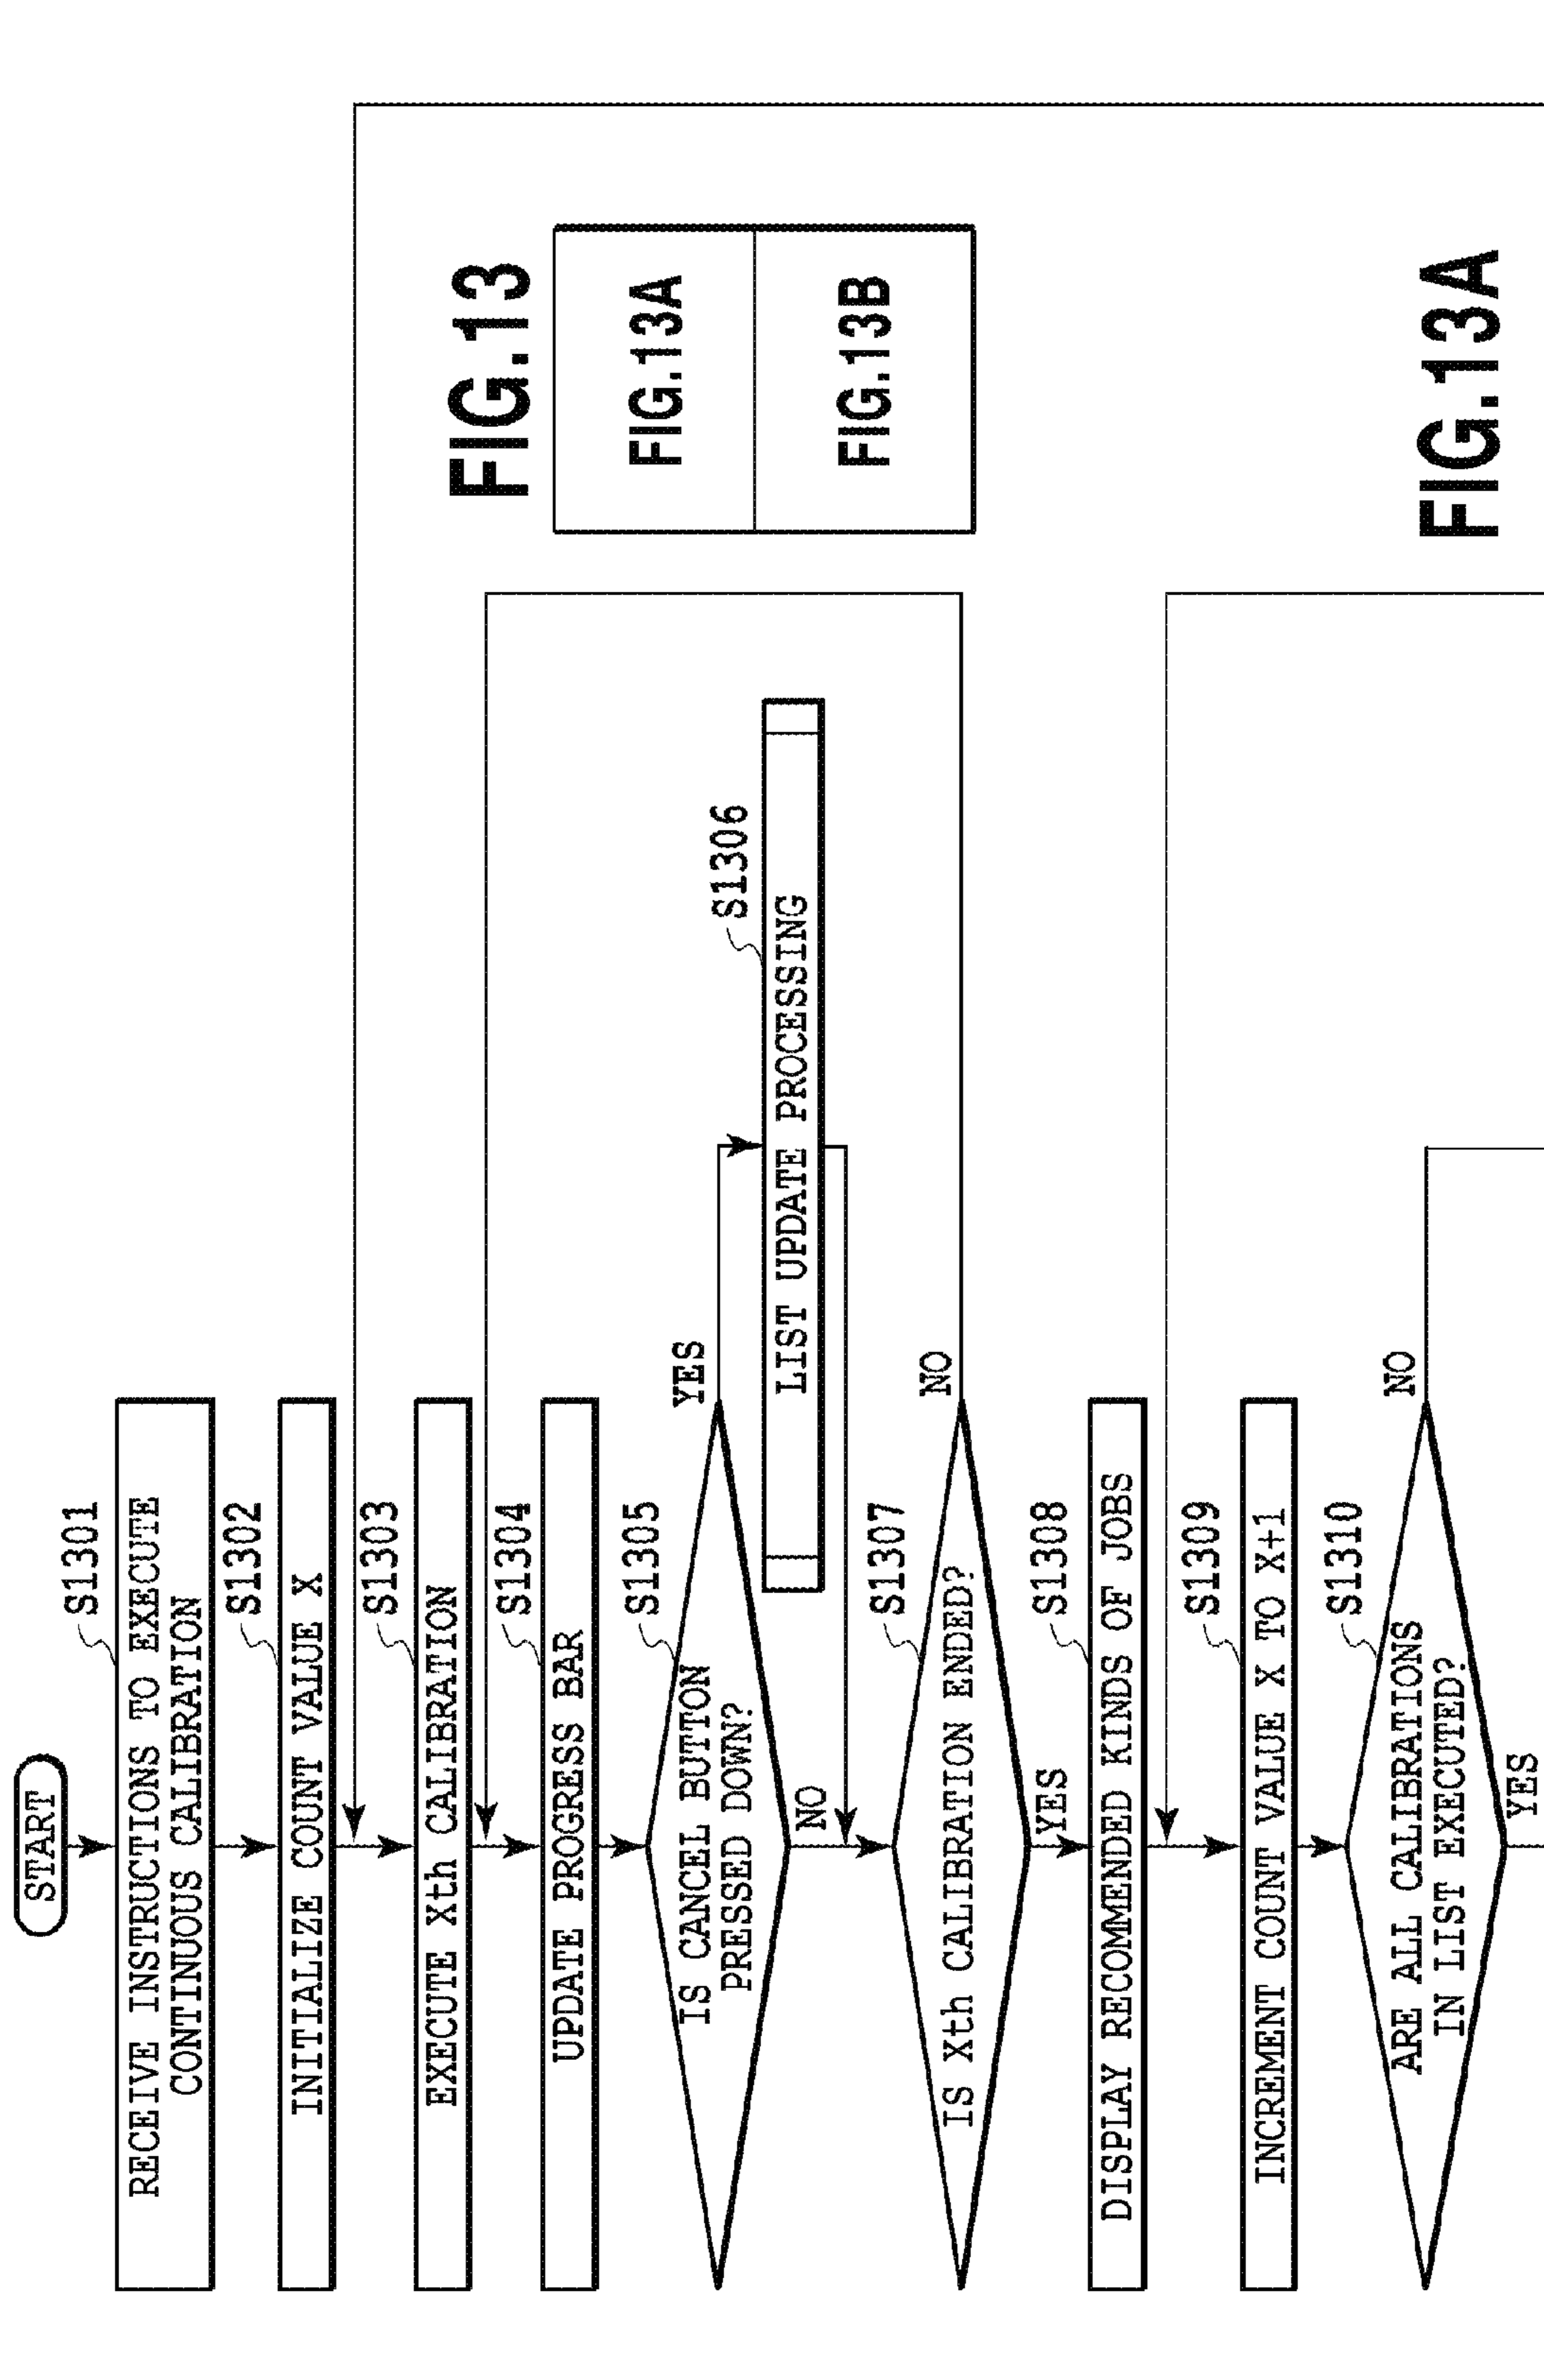 START
S1301
RECEIVE INSTRUCTIONS TO EXECUTE
CONTINUOUS CALIBRATION
S1302
INITIALIZE COUNT VALUE X
S1303
EXECUTE Xth CALIBRATION
S1304
UPDATE PROGRESS BAR
S1305
IS CANCEL BUTTON
PRESSED DOWN?
YES
NO
S1306
LIST UPDATE PROCESSING
S1307
IS Xth CALIBRATION ENDED?
NO
YES
S1308
DISPLAY RECOMMENDED KINDS OF JOBS
S1309
INCREMENT COUNT VALUE X TO X+1
S1310
ARE ALL CALIBRATIONS
IN LIST EXECUTED?
NO
YES
FIG.13
FIG.13A
FIG.13B
FIG.13A